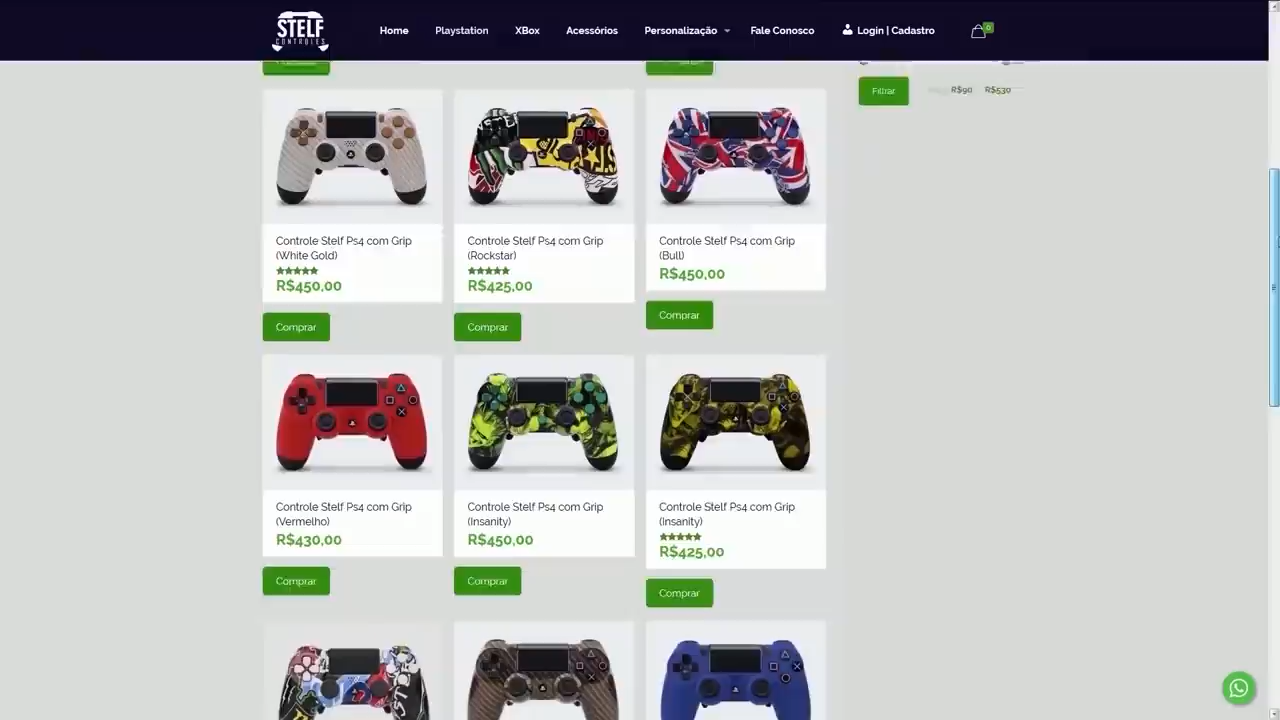 STELF
CONTROLES
Home
Playstation
XBox
Acessórios
Personalização
Fale Conosco
Login | Cadastro
0
Filtrar
R$90
R$530
Controle Stelf Ps4 com Grip
(White Gold)
R$450,00
Comprar
Controle Stelf Ps4 com Grip
(Rockstar)
R$425,00
Comprar
Controle Stelf Ps4 com Grip
(Bull)
R$450,00
Comprar
Controle Stelf Ps4 com Grip
(Vermelho)
R$430,00
Comprar
Controle Stelf Ps4 com Grip
(Insanity)
R$450,00
Comprar
Controle Stelf Ps4 com Grip
(Insanity)
R$425,00
Comprar